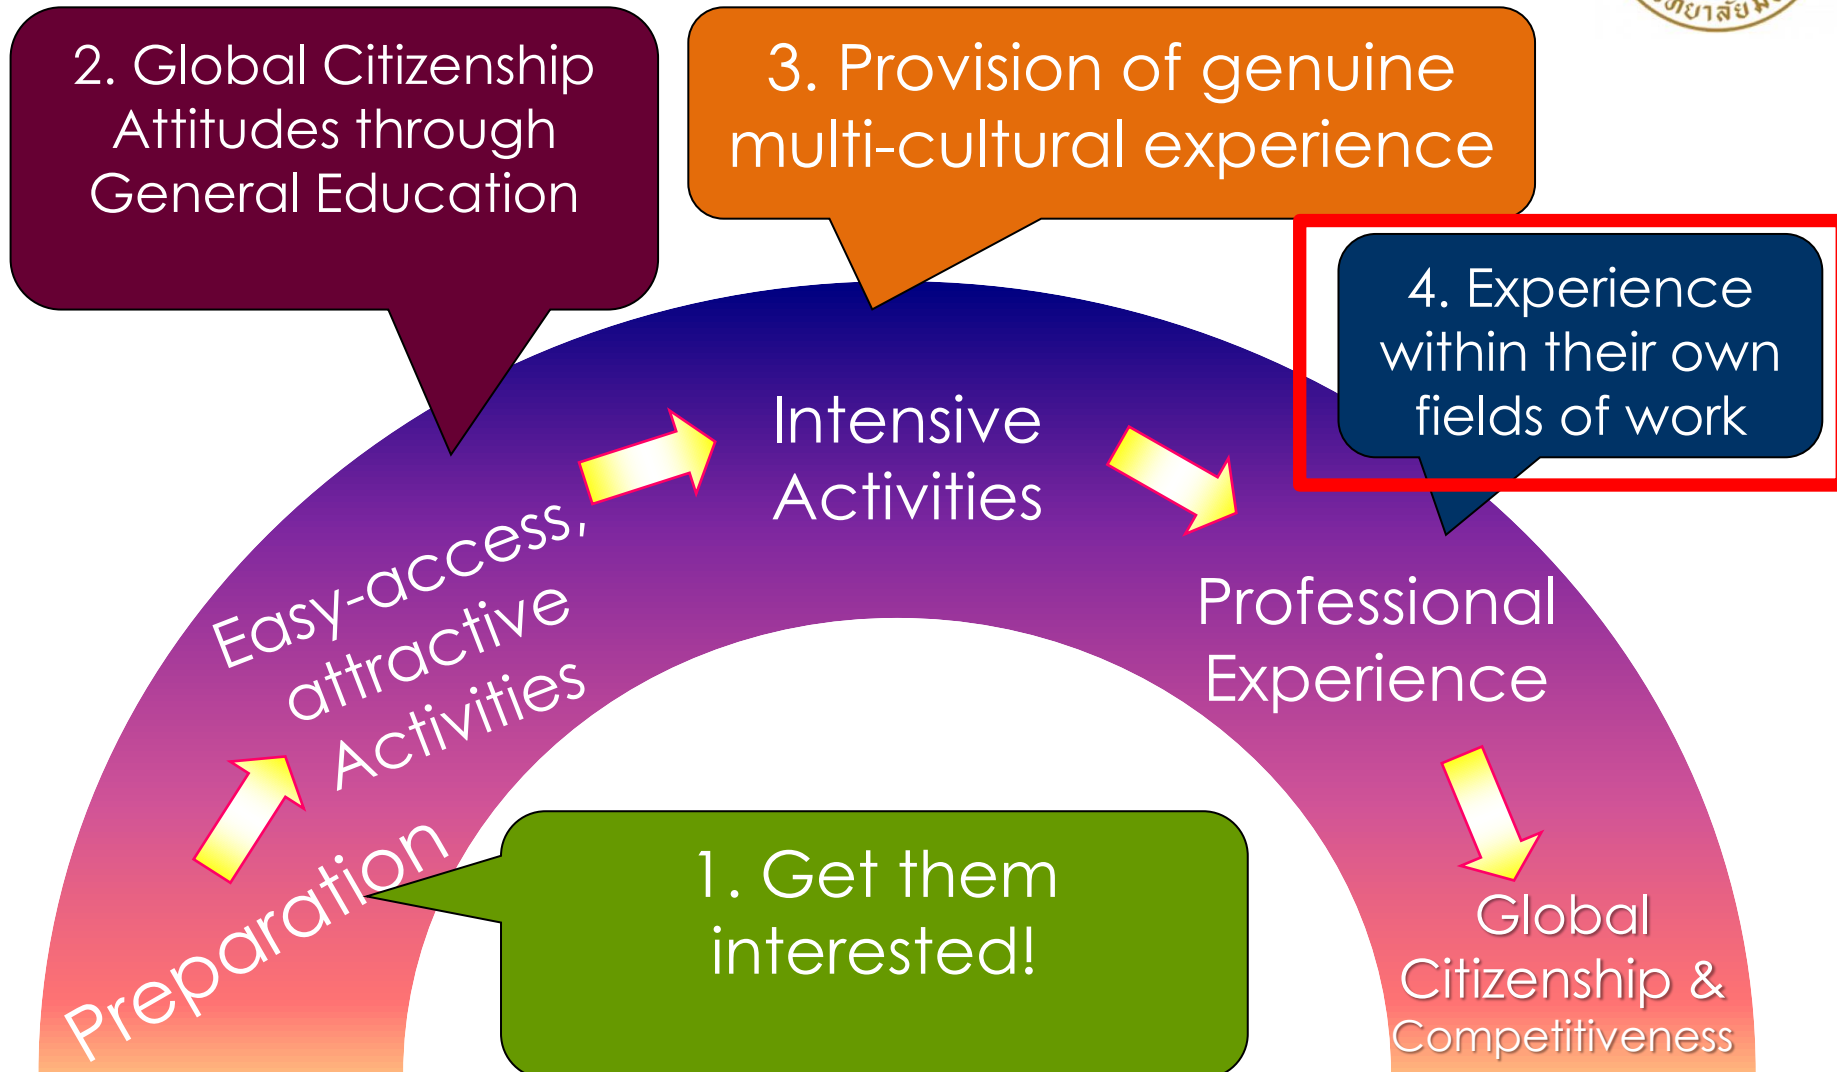 2. Global Citizenship
Attitudes through
General Education
3. Provision of genuine
multi-cultural experience
4. Experience
within their own
fields of work
Intensive
Activities
Easy-access,
attractive
Activities
Professional
Experience
Preparation
1. Get them
interested!
Global
Citizenship &
Competitiveness